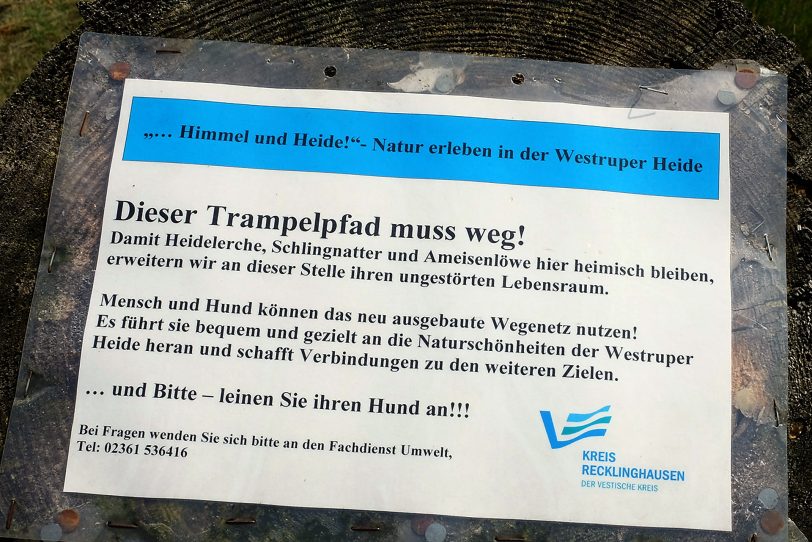 „… Himmel und Heide!“- Natur erleben in der Westruper Heide
Dieser Trampelpfad muss weg!
Damit Heidelerche, Schlingnatter und Ameisenlöwe hier heimisch bleiben,
erweitern wir an dieser Stelle ihren ungestörten Lebensraum.
Mensch und Hund können das neu ausgebaute Wegenetz nutzen!
Es führt sie bequem und gezielt an die Naturschönheiten der Westruper
Heide heran und schafft Verbindungen zu den weiteren Zielen.
… und Bitte – leinen Sie ihren Hund an!!!
Bei Fragen wenden Sie sich bitte an den Fachdienst Umwelt,
Tel: 02361 536416
KREIS
RECKLINGHAUSEN
DER VESTISCHE KREIS